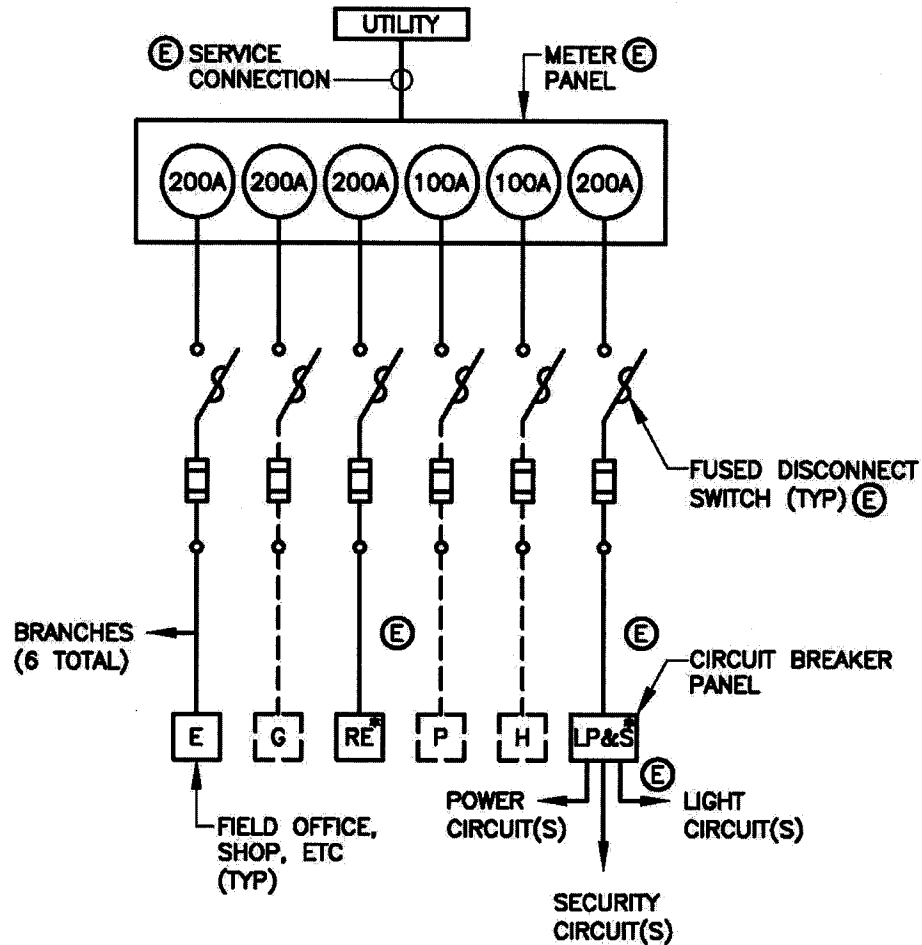 UTILITY
Ⓔ SERVICE
CONNECTION
METER Ⓔ
PANEL
200A 200A 200A 100A 100A 200A
FUSED DISCONNECT
SWITCH (TYP) Ⓔ
BRANCHES
(6 TOTAL)
Ⓔ
Ⓔ
CIRCUIT BREAKER
PANEL
E G RE* P H LP&S*
Ⓔ
POWER
CIRCUIT(S)
LIGHT
CIRCUIT(S)
FIELD OFFICE,
SHOP, ETC
(TYP)
SECURITY
CIRCUIT(S)